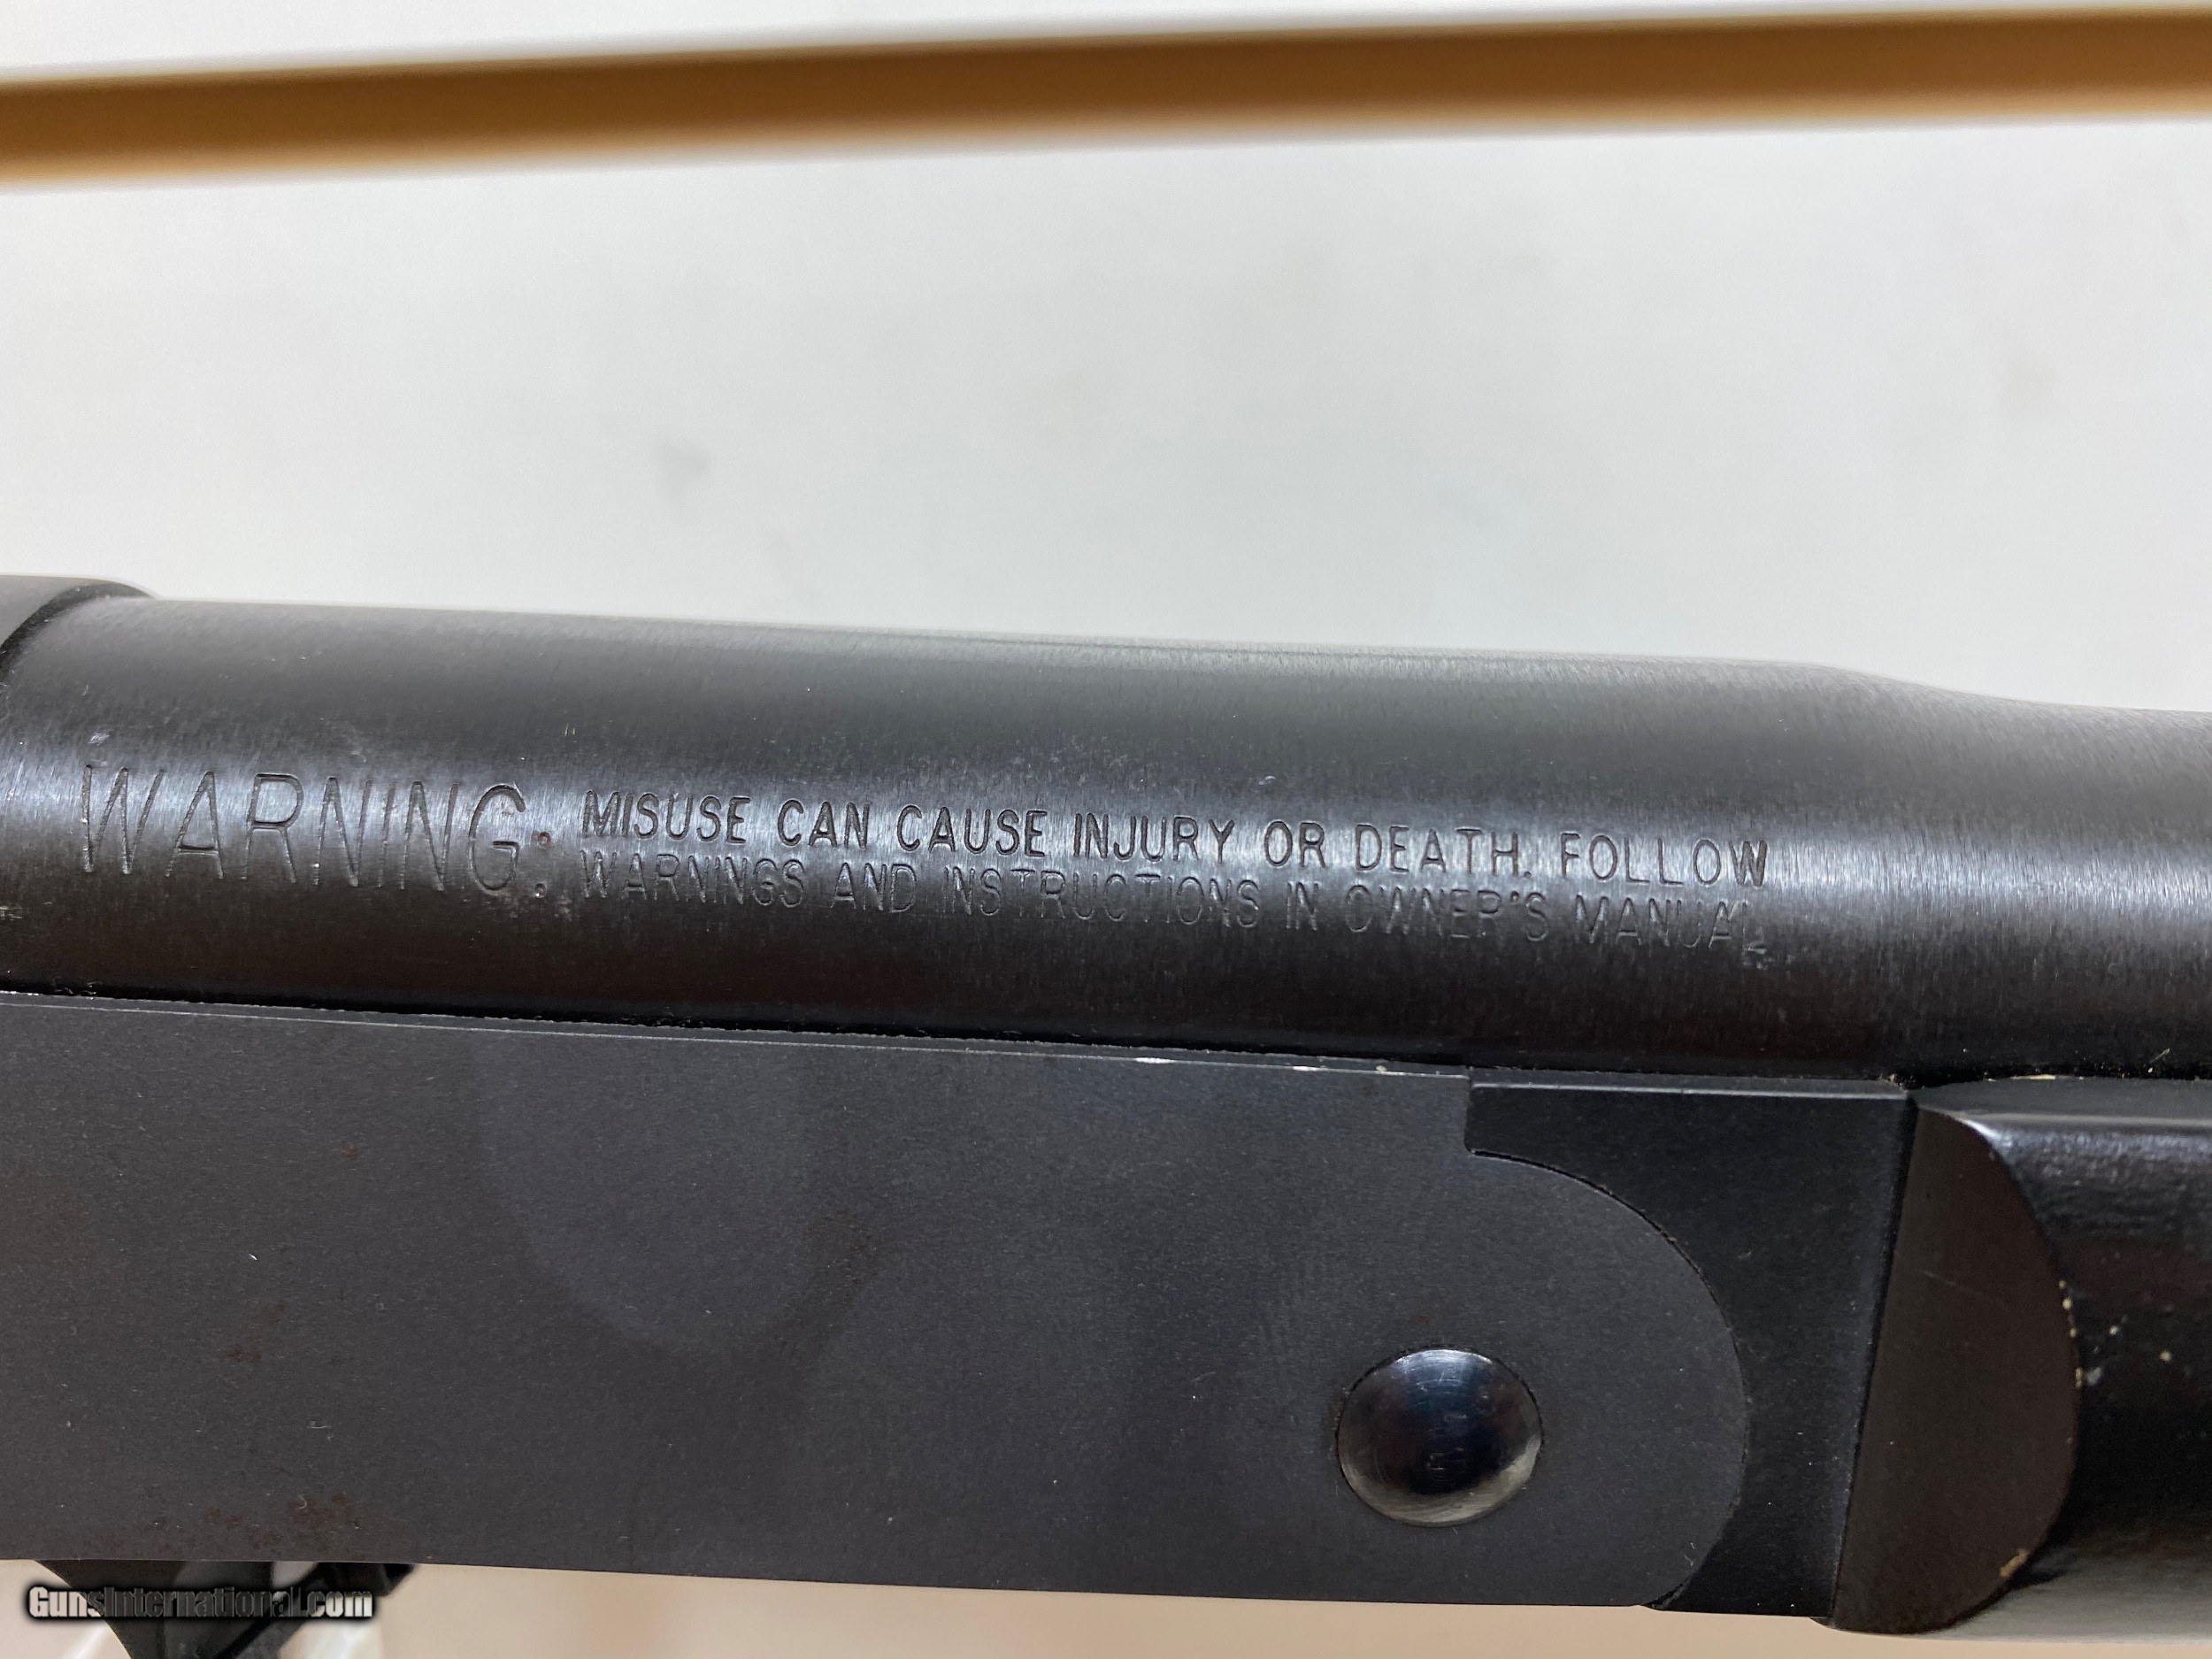 WARNING: MISUSE CAN CAUSE INJURY OR DEATH. FOLLOW
WARNINGS AND INSTRUCTIONS IN OWNER'S MANUAL
GunsInternational.com